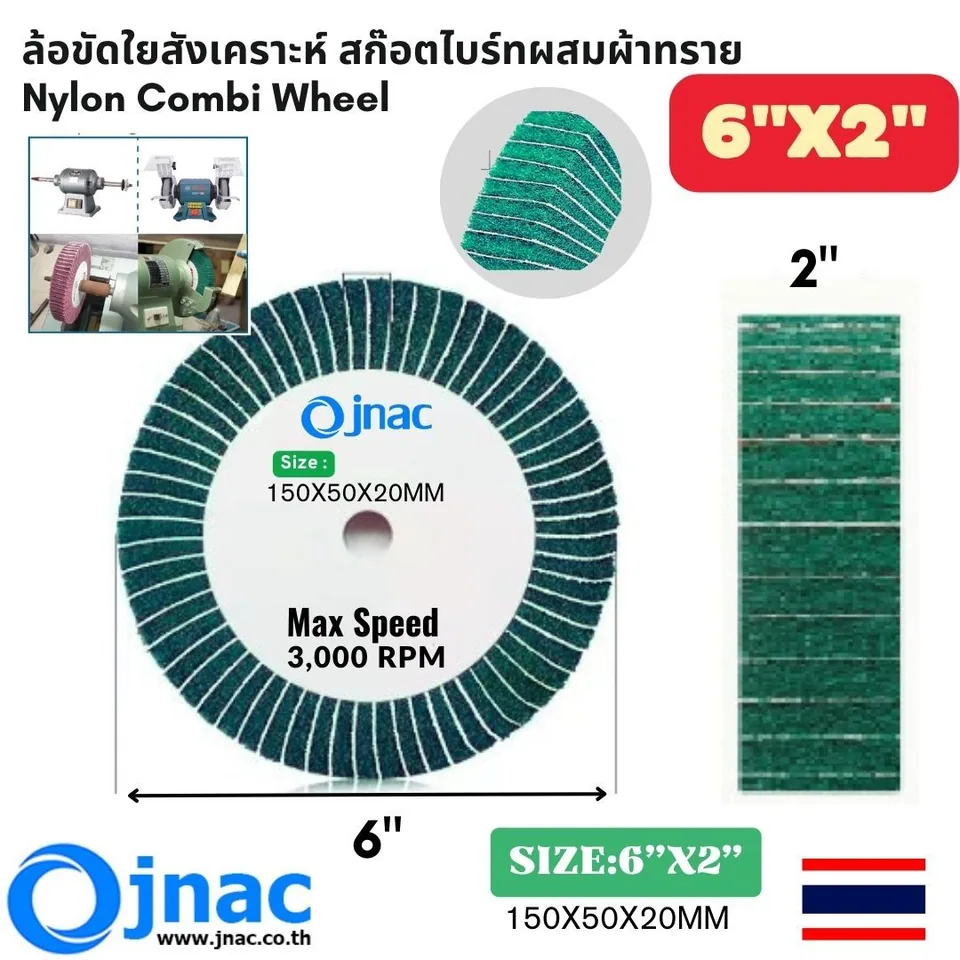 ล้อขัดใยสังเคราะห์ สก๊อตไบร์ทผสมผ้าทราย
Nylon Combi Wheel
6"X2"
2"
jnac
Size :
150X50X20MM
Max Speed
3,000 RPM
6"
SIZE:6”X2”
150X50X20MM
jnac
www.jnac.co.th